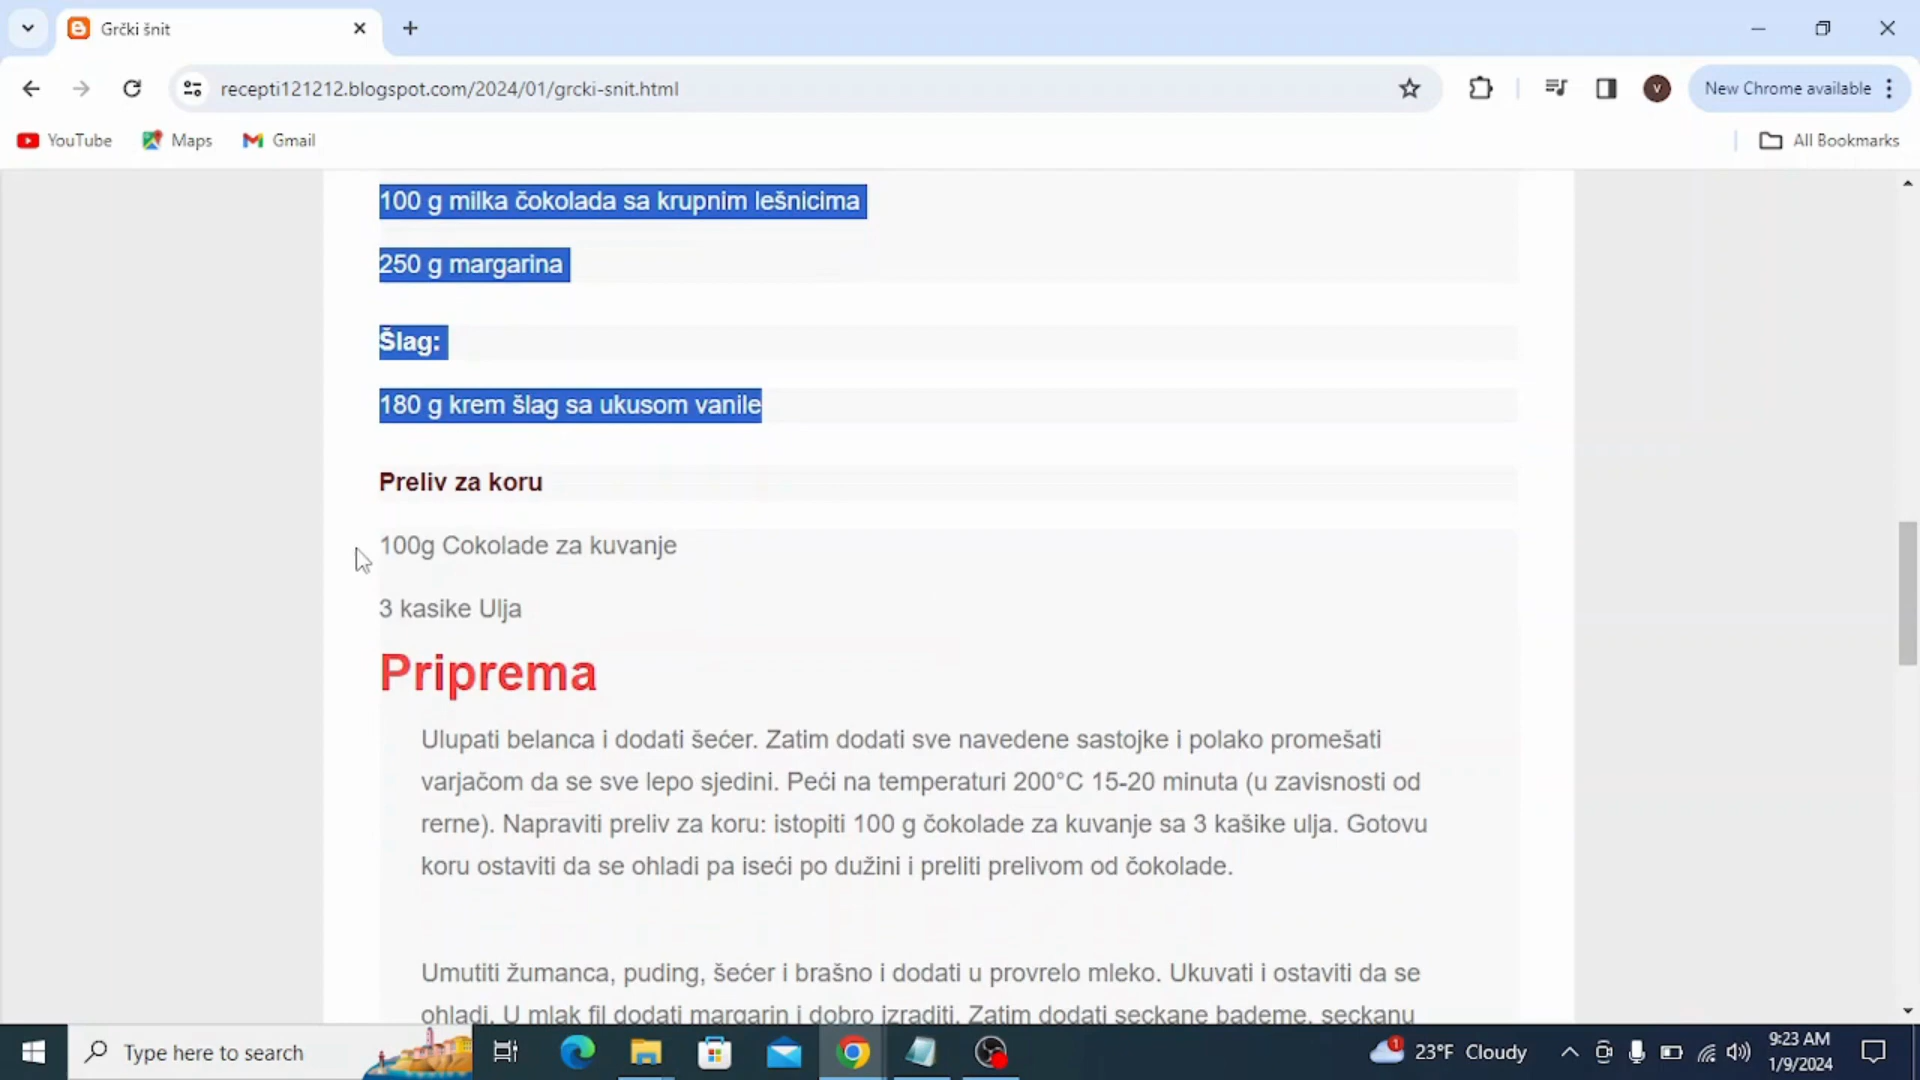 Grčki šnit
recepti121212.blogspot.com/2024/01/grcki-snit.html
V
New Chrome available
YouTube
Maps
Gmail
All Bookmarks
100 g milka čokolada sa krupnim lešnicima
250 g margarina
Šlag:
180 g krem šlag sa ukusom vanile
Preliv za koru
100g Cokolade za kuvanje
3 kasike Ulja
Priprema
Ulupati belanca i dodati šećer. Zatim dodati sve navedene sastojke i polako promešati
varjačom da se sve lepo sjedini. Peći na temperaturi 200°C 15-20 minuta (u zavisnosti od
rerne). Napraviti preliv za koru: istopiti 100 g čokolade za kuvanje sa 3 kašike ulja. Gotovu
koru ostaviti da se ohladi pa iseći po dužini i preliti prelivom od čokolade.
Umutiti žumanca, puding, šećer i brašno i dodati u provrelo mleko. Ukuvati i ostaviti da se
ohladi. U mlak fil dodati margarin i dobro izraditi. Zatim dodati seckane bademe, seckanu
Type here to search
1
23°F Cloudy
9:23 AM
1/9/2024